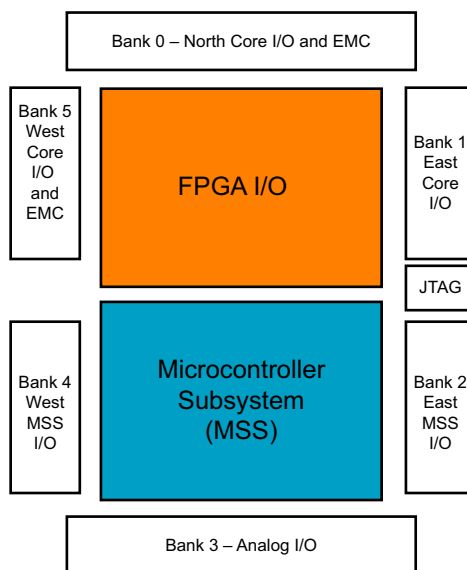 Bank 0 – North Core I/O and EMC
Bank 5
West
Core
I/O
and
EMC
FPGA I/O
Bank 1
East
Core
I/O
JTAG
Bank 4
West
MSS
I/O
Microcontroller
Subsystem
(MSS)
Bank 2
East
MSS
I/O
Bank 3 – Analog I/O